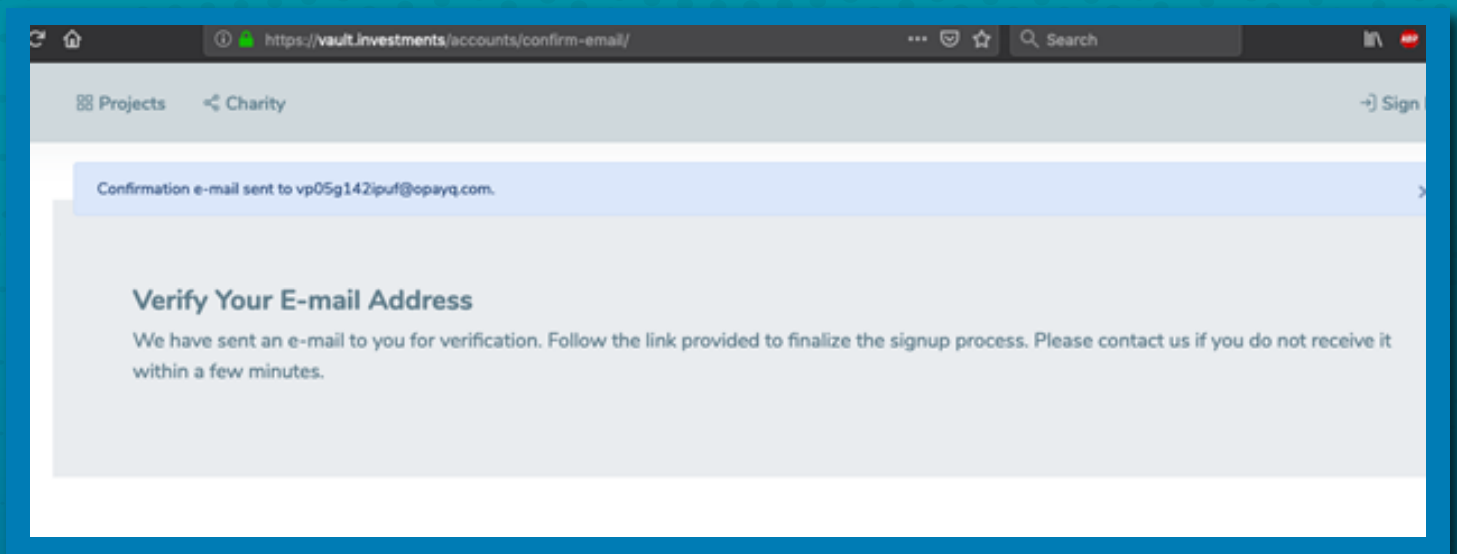 https://vault.investments/accounts/confirm-email/
Search
ABP
Projects Charity Sign
Confirmation e-mail sent to vp05g142ipuf@opayq.com.
Verify Your E-mail Address
We have sent an e-mail to you for verification. Follow the link provided to finalize the signup process. Please contact us if you do not receive it
within a few minutes.